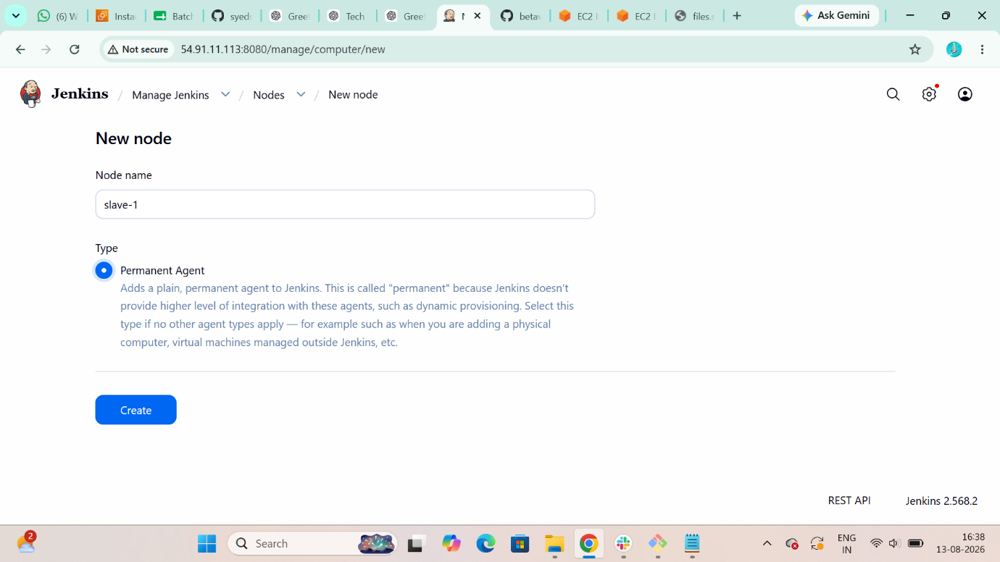 (6) W
Instar
Batch
syed
Greet
Tech
Greet
N
betav
EC2 I
EC2 I
files.s
Ask Gemini
Not secure
54.91.11.113:8080/manage/computer/new
Jenkins / Manage Jenkins / Nodes / New node
New node
Node name
slave-1
Type
Permanent Agent
Adds a plain, permanent agent to Jenkins. This is called "permanent" because Jenkins doesn't
provide higher level of integration with these agents, such as dynamic provisioning. Select this
type if no other agent types apply — for example such as when you are adding a physical
computer, virtual machines managed outside Jenkins, etc.
Create
REST API
Jenkins 2.568.2
2
Search
ENG
IN
16:38
13-08-2026